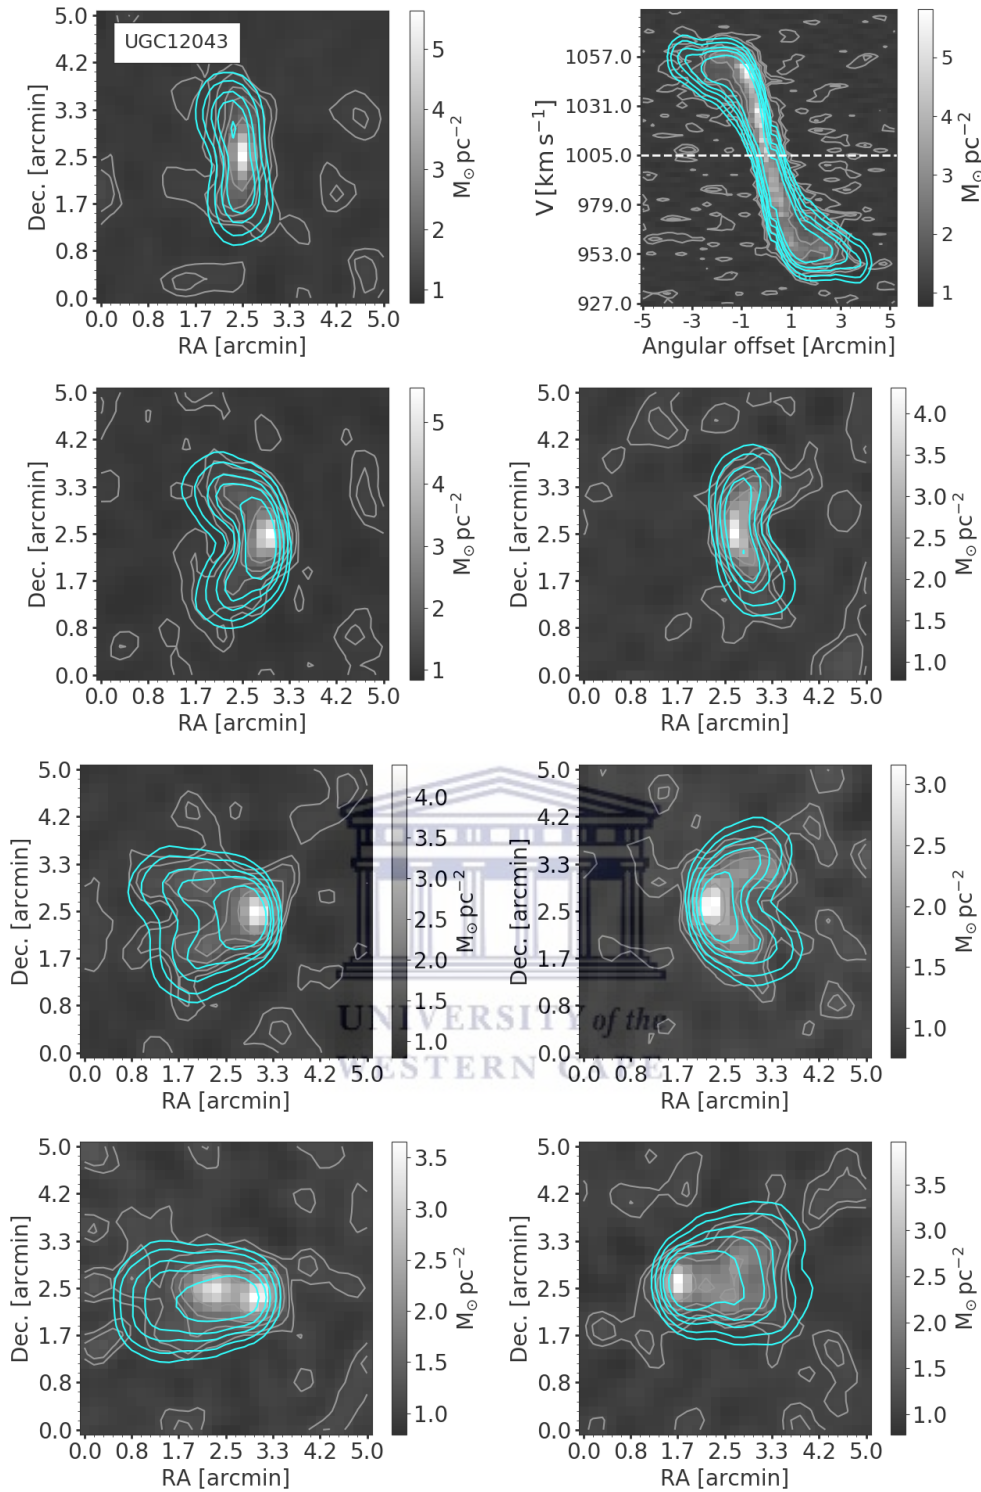 UGC12043
5.0
4.2
3.3
2.5
1.7
0.8
0.0
Dec. [arcmin]
0.0 0.8 1.7 2.5 3.3 4.2 5.0
RA [arcmin]
5
4
3
2
1
M⊙pc−2
1057.0
1031.0
1005.0
979.0
953.0
927.0
V[km s−1]
-5 -3 -1 1 3 5
Angular offset [Arcmin]
5
4
3
2
1
M⊙pc−2
5.0
4.2
3.3
2.5
1.7
0.8
0.0
Dec. [arcmin]
0.0 0.8 1.7 2.5 3.3 4.2 5.0
RA [arcmin]
5
4
3
2
1
M⊙pc−2
5.0
4.2
3.3
2.5
1.7
0.8
0.0
Dec. [arcmin]
0.0 0.8 1.7 2.5 3.3 4.2 5.0
RA [arcmin]
4.0
3.5
3.0
2.5
2.0
1.5
1.0
M⊙pc−2
5.0
4.2
3.3
2.5
1.7
0.8
0.0
Dec. [arcmin]
0.0 0.8 1.7 2.5 3.3 4.2 5.0
RA [arcmin]
4.0
3.5
3.0
2.5
2.0
1.5
1.0
M⊙pc−2
5.0
4.2
3.3
2.5
1.7
0.8
0.0
Dec. [arcmin]
0.0 0.8 1.7 2.5 3.3 4.2 5.0
RA [arcmin]
3.0
2.5
2.0
1.5
1.0
M⊙pc−2
UNIVERSITY of the
WESTERN CAPE
5.0
4.2
3.3
2.5
1.7
0.8
0.0
Dec. [arcmin]
0.0 0.8 1.7 2.5 3.3 4.2 5.0
RA [arcmin]
3.5
3.0
2.5
2.0
1.5
1.0
M⊙pc−2
5.0
4.2
3.3
2.5
1.7
0.8
0.0
Dec. [arcmin]
0.0 0.8 1.7 2.5 3.3 4.2 5.0
RA [arcmin]
3.5
3.0
2.5
2.0
1.5
1.0
M⊙pc−2